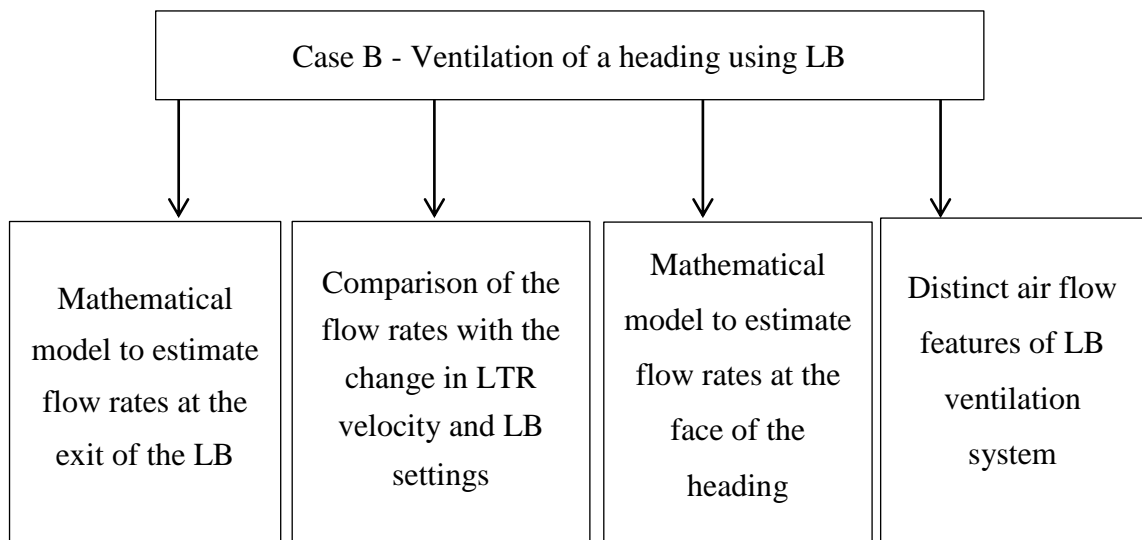 Case B - Ventilation of a heading using LB
Mathematical
model to estimate
flow rates at the
exit of the LB
Comparison of the
flow rates with the
change in LTR
velocity and LB
settings
Mathematical
model to estimate
flow rates at the
face of the
heading
Distinct air flow
features of LB
ventilation
system